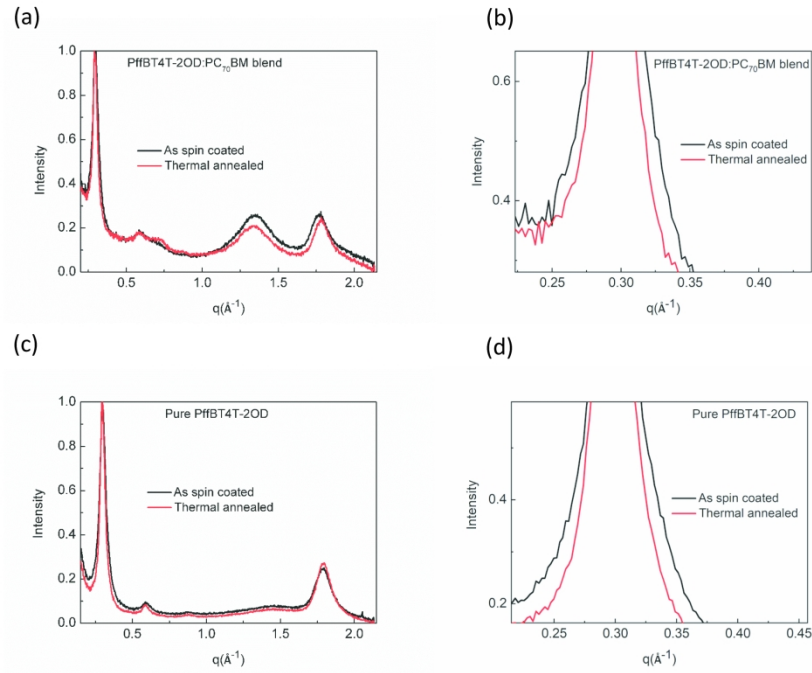 (a)
PffBT4T-2OD:PC₇₀BM blend
As spin coated
Thermal annealed
Intensity
1.0
0.8
0.6
0.4
0.2
0.0
0.5
1.0
1.5
2.0
q(Å⁻¹)
(b)
PffBT4T-2OD:PC₇₀BM blend
As spin coated
Thermal annealed
Intensity
0.6
0.4
0.25
0.30
0.35
0.40
q(Å⁻¹)
(c)
Pure PffBT4T-2OD
As spin coated
Thermal annealed
Intensity
1.0
0.8
0.6
0.4
0.2
0.0
0.5
1.0
1.5
2.0
q(Å⁻¹)
(d)
Pure PffBT4T-2OD
As spin coated
Thermal annealed
Intensity
0.4
0.2
0.25
0.30
0.35
0.40
0.45
q(Å⁻¹)